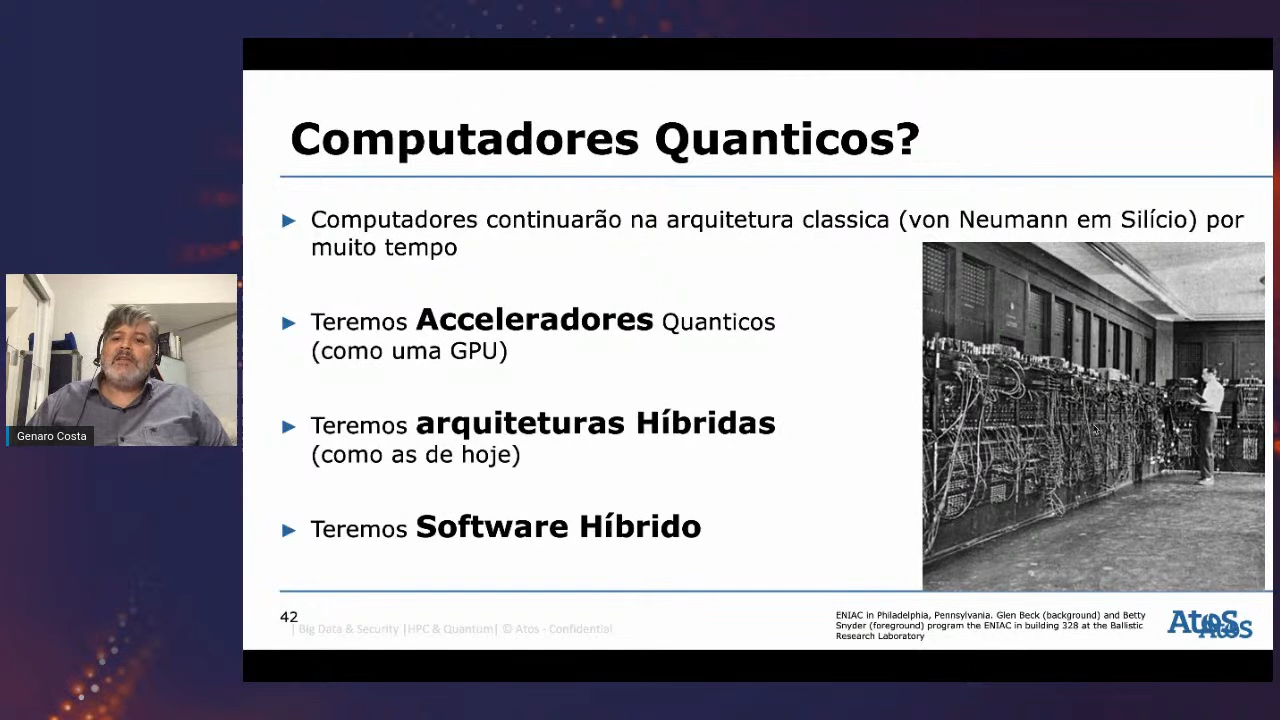 Computadores Quanticos?
► Computadores continuarão na arquitetura classica (von Neumann em Silício) por
muito tempo
► Teremos Acceleradores Quanticos
(como uma GPU)
► Teremos arquiteturas Híbridas
(como as de hoje)
► Teremos Software Híbrido
Genaro Costa
42
| Big Data & Security |HPC & Quantum| © Atos - Confidential
ENIAC in Philadelphia, Pennsylvania. Glen Beck (background) and Betty
Snyder (foreground) program the ENIAC in building 328 at the Ballistic
Research Laboratory
Atos
Atos